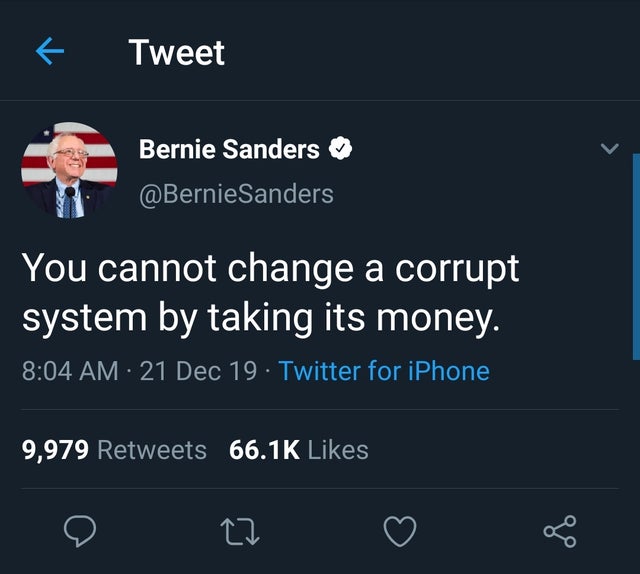 Tweet
Bernie Sanders
@BernieSanders
You cannot change a corrupt
system by taking its money.
8:04 AM · 21 Dec 19 · Twitter for iPhone
9,979 Retweets 66.1K Likes